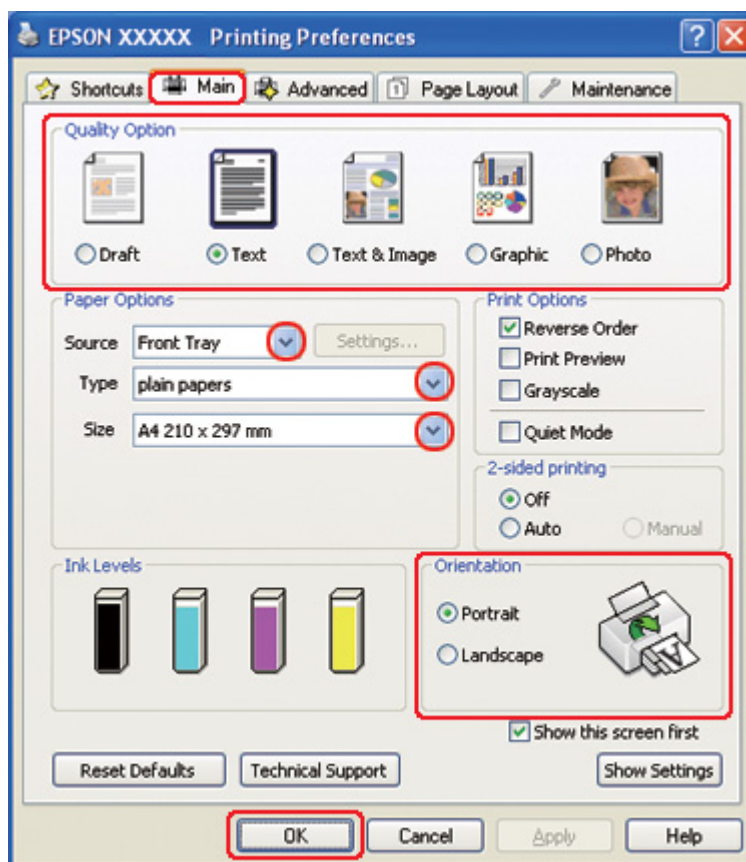 EPSON XXXXX Printing Preferences
Shortcuts Main Advanced Page Layout Maintenance
Quality Option
Draft Text Text & Image Graphic Photo
Paper Options
Source Front Tray Settings...
Type plain papers
Size A4 210 x 297 mm
Print Options
Reverse Order
Print Preview
Grayscale
Quiet Mode
2-sided printing
Off
Auto Manual
Ink Levels
Orientation
Portrait
Landscape
Show this screen first
Reset Defaults Technical Support Show Settings
OK Cancel Apply Help